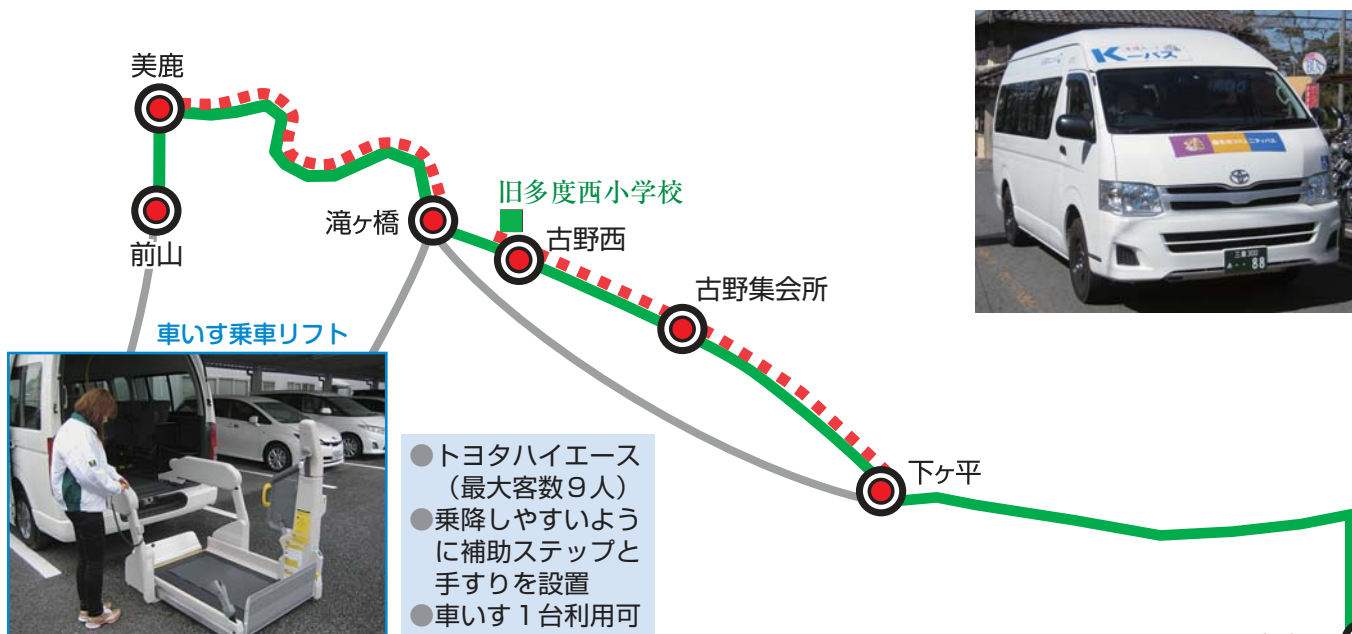 美鹿
前山
滝ヶ橋
旧多度西小学校
古野西
古野集会所
下ヶ平
車いす乗車リフト
●トヨタハイエース
（最大客数９人）
●乗降しやすいよう
に補助ステップと
手すりを設置
●車いす１台利用可
K－バス
三重 300
・・88